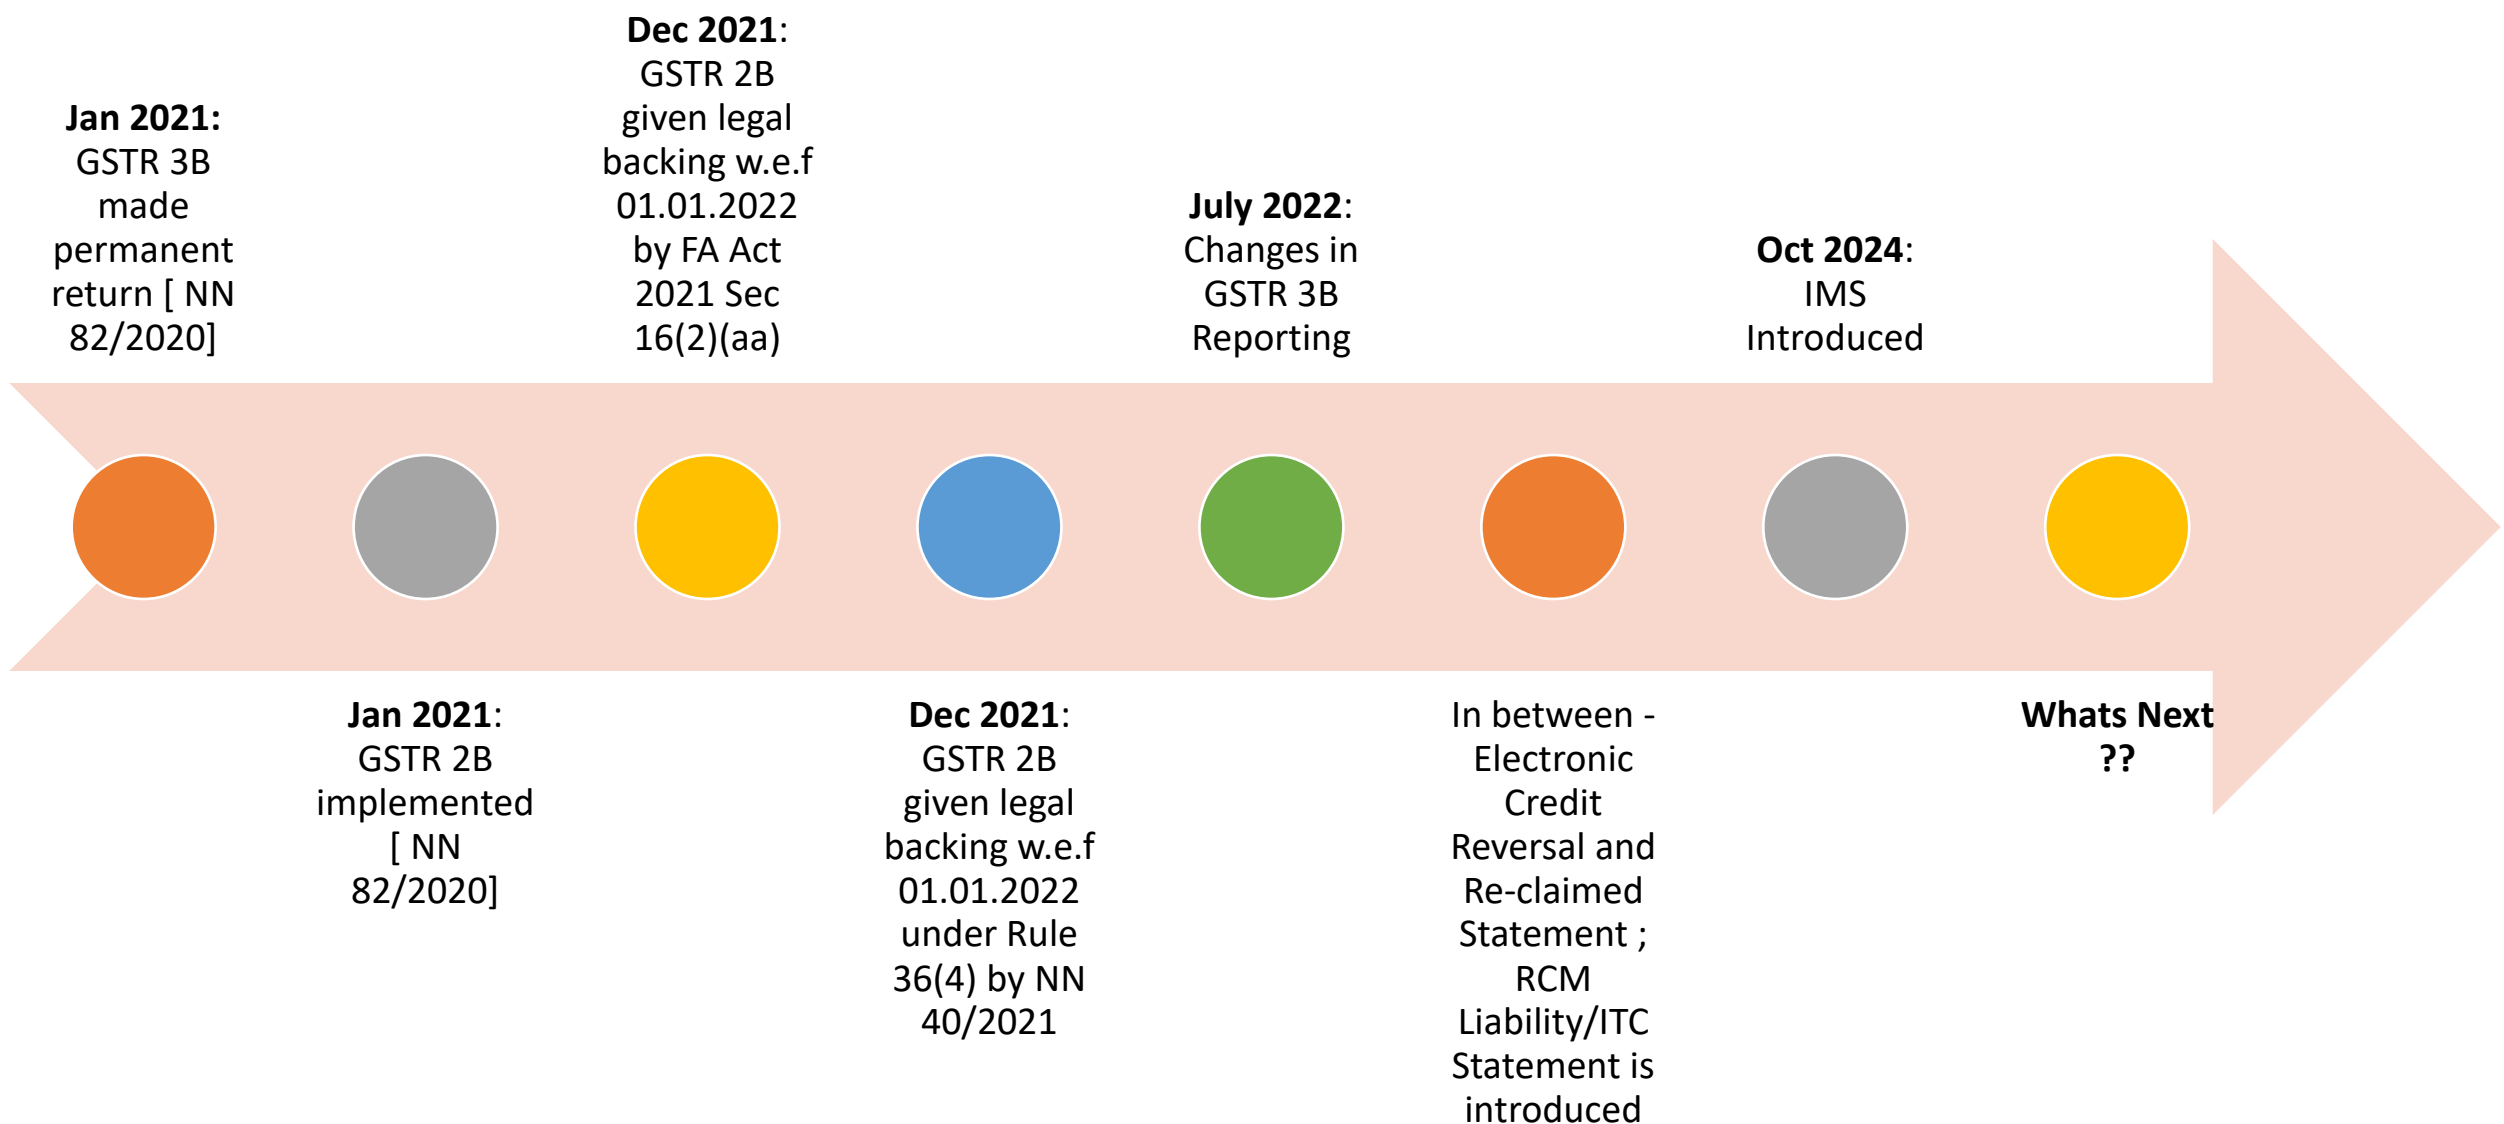 Jan 2021:
GSTR 3B
made
permanent
return [ NN
82/2020]
Jan 2021:
GSTR 2B
implemented
[ NN
82/2020]
Dec 2021:
GSTR 2B
given legal
backing w.e.f
01.01.2022
by FA Act
2021 Sec
16(2)(aa)
Dec 2021:
GSTR 2B
given legal
backing w.e.f
01.01.2022
under Rule
36(4) by NN
40/2021
July 2022:
Changes in
GSTR 3B
Reporting
In between -
Electronic
Credit
Reversal and
Re-claimed
Statement ;
RCM
Liability/ITC
Statement is
introduced
Oct 2024:
IMS
Introduced
Whats Next
??